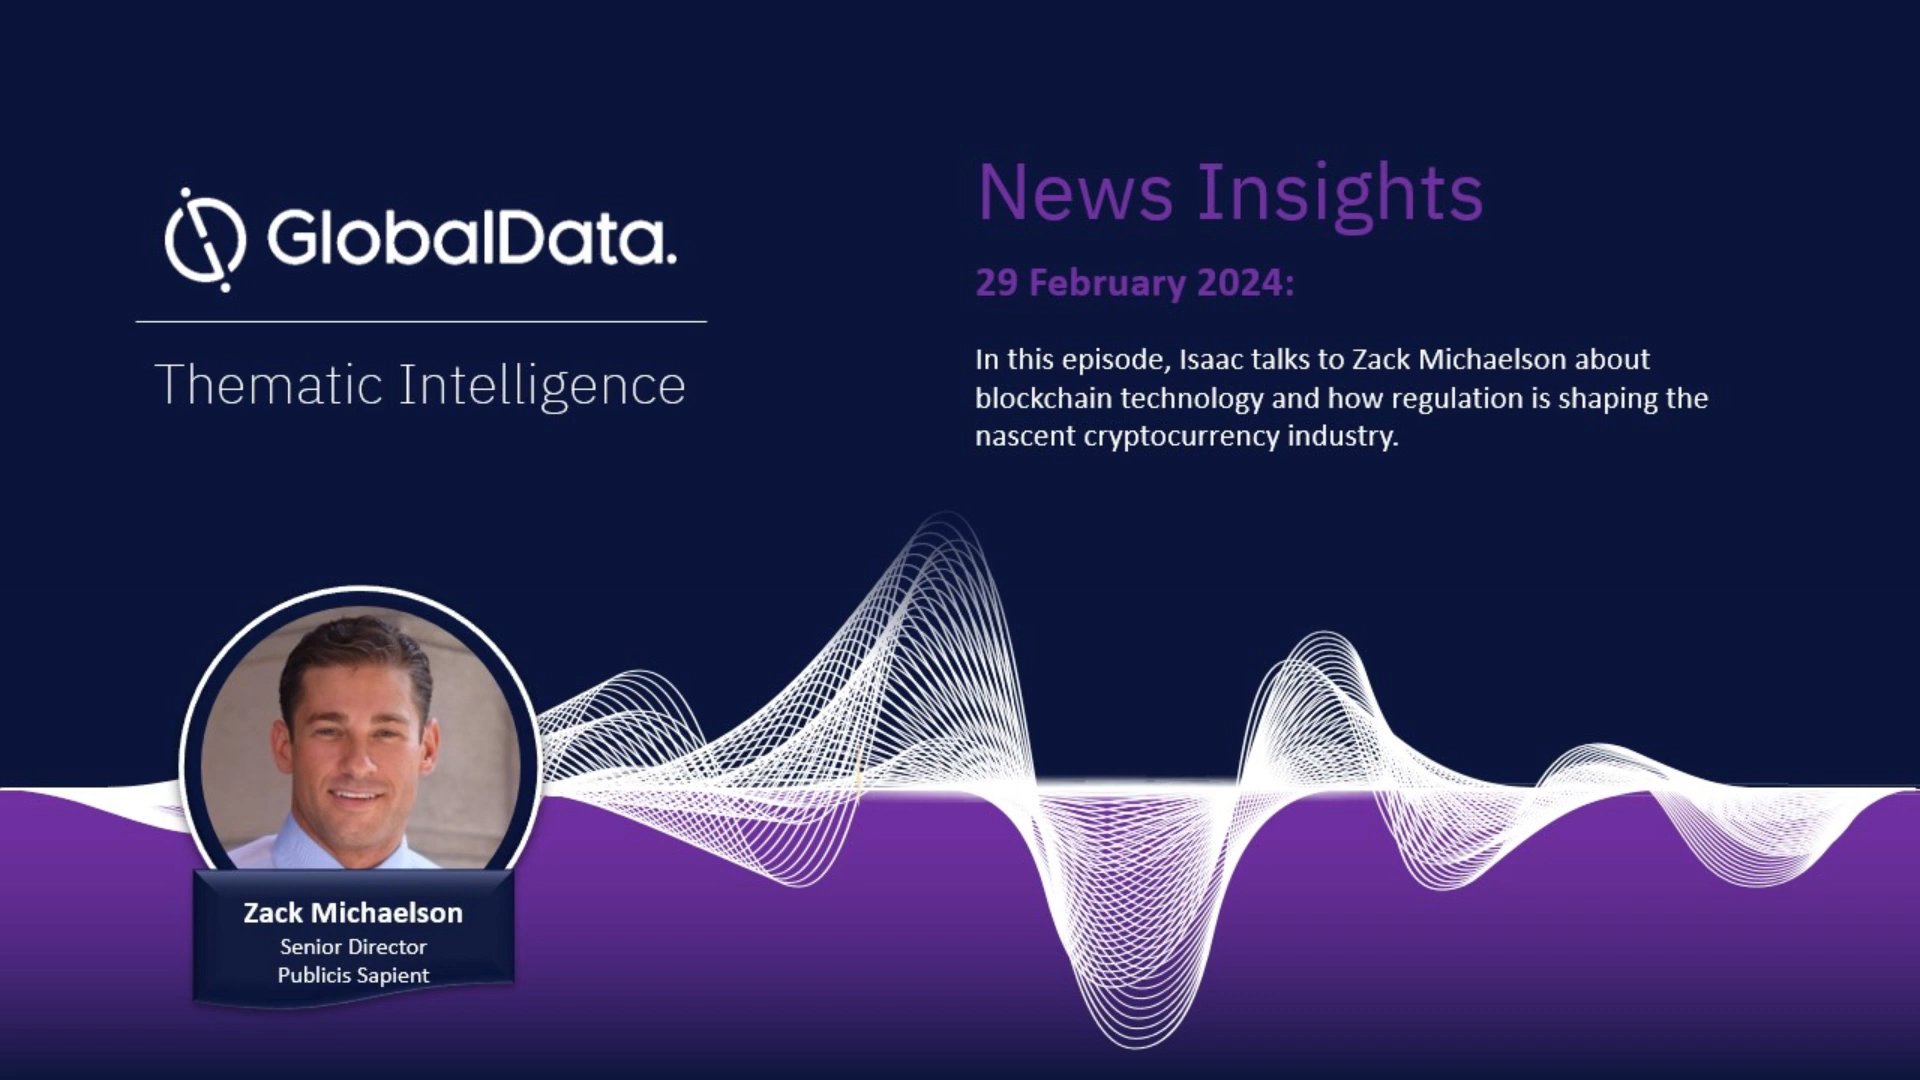 GlobalData.
Thematic Intelligence
News Insights
29 February 2024:
In this episode, Isaac talks to Zack Michaelson about
blockchain technology and how regulation is shaping the
nascent cryptocurrency industry.
Zack Michaelson
Senior Director
Publicis Sapient